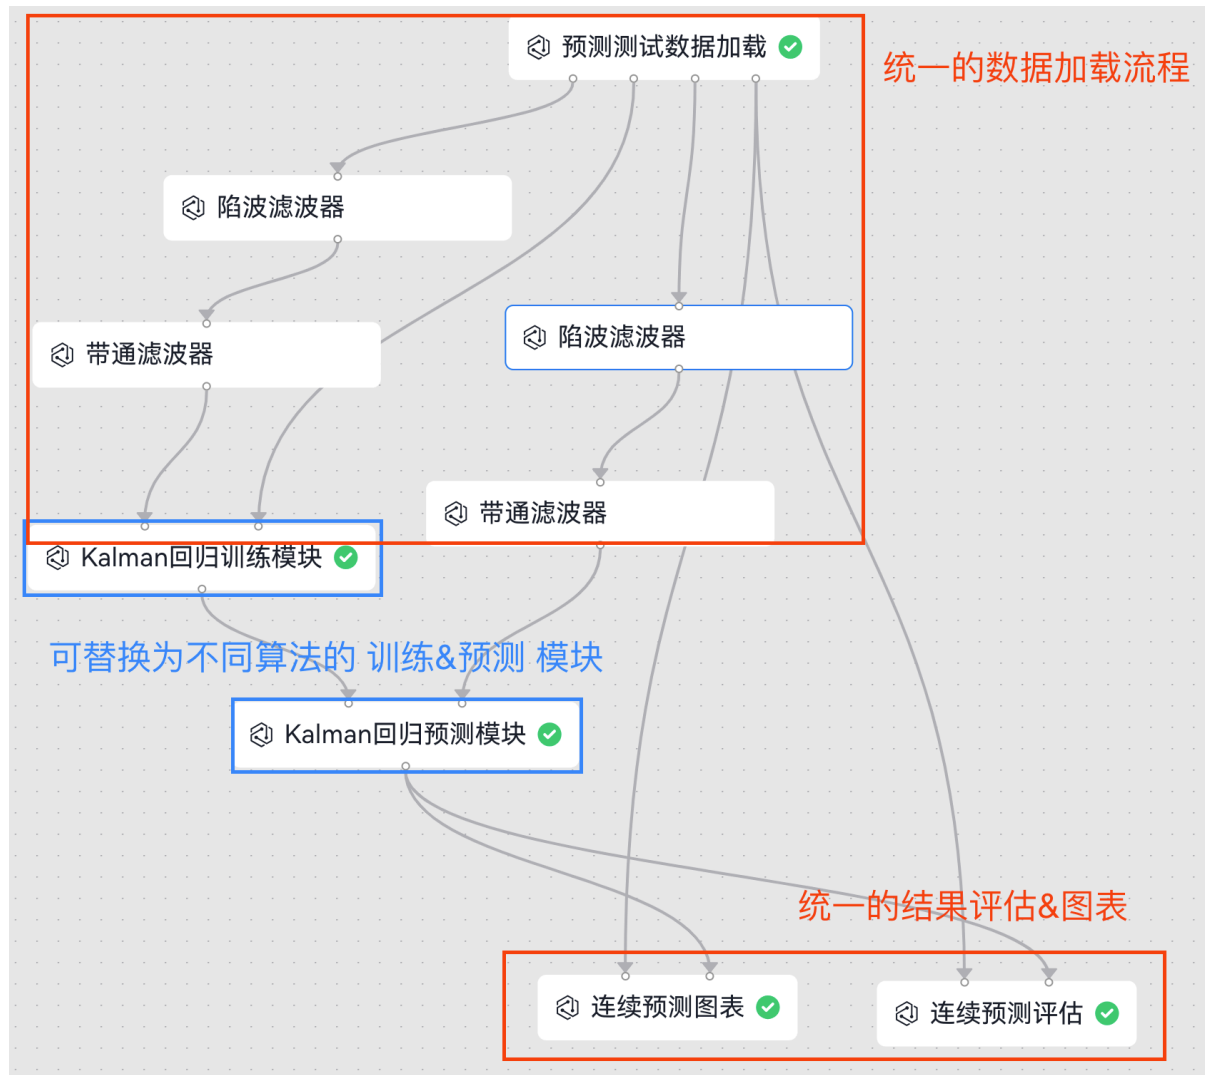 预测测试数据加载
统一的数据加载流程
陷波滤波器
陷波滤波器
带通滤波器
带通滤波器
Kalman回归训练模块
可替换为不同算法的 训练&预测 模块
Kalman回归预测模块
统一的结果评估&图表
连续预测图表
连续预测评估